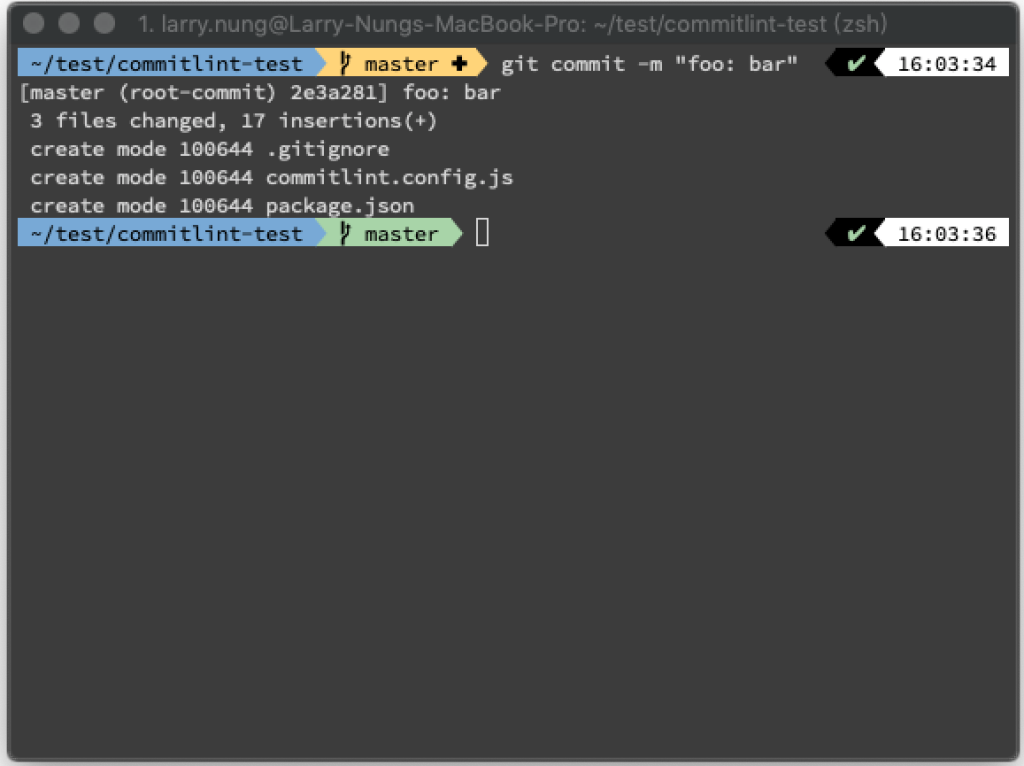 1. larry.nung@Larry-Nungs-MacBook-Pro: ~/test/commitlint-test (zsh)
~/test/commitlint-test master ✚ git commit -m "foo: bar" ✔ 16:03:34
[master (root-commit) 2e3a281] foo: bar
3 files changed, 17 insertions(+)
create mode 100644 .gitignore
create mode 100644 commitlint.config.js
create mode 100644 package.json
~/test/commitlint-test master ✔ 16:03:36